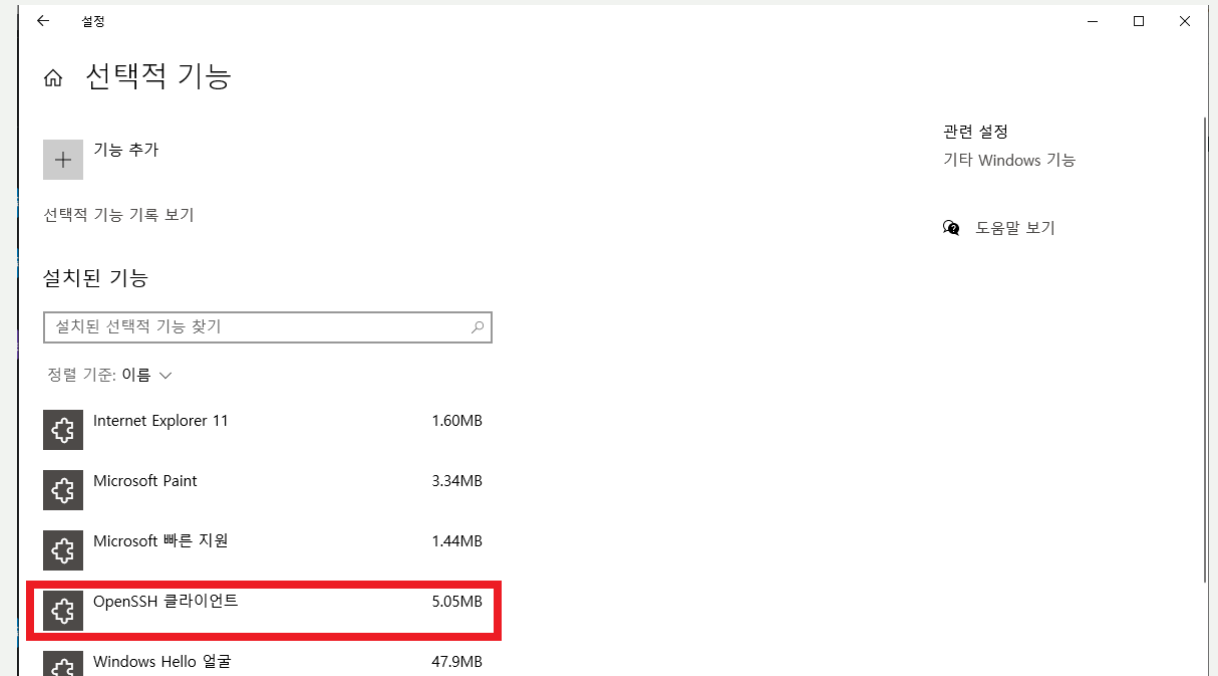 설정
선택적 기능
기능 추가
선택적 기능 기록 보기
설치된 기능
설치된 선택적 기능 찾기
정렬 기준: 이름
Internet Explorer 11 1.60MB
Microsoft Paint 3.34MB
Microsoft 빠른 지원 1.44MB
OpenSSH 클라이언트 5.05MB
Windows Hello 얼굴 47.9MB
관련 설정
기타 Windows 기능
도움말 보기